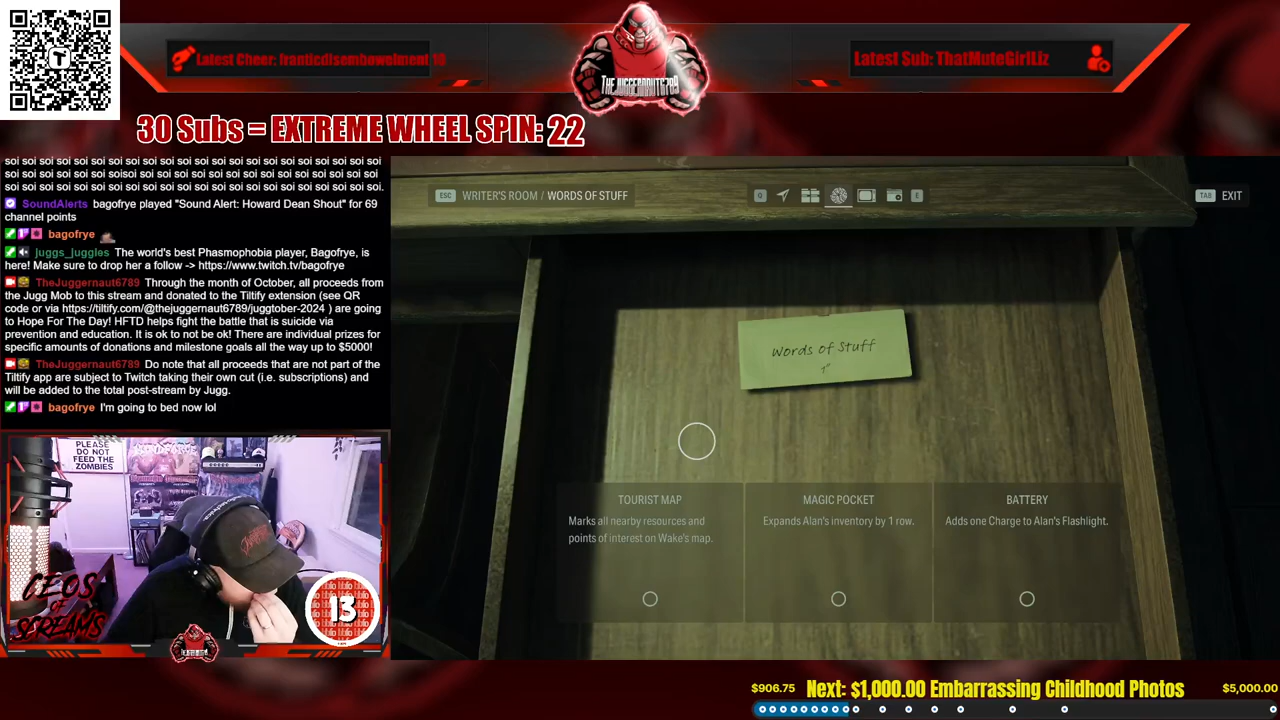 Latest Cheer: franticdisembowelment 10
THEJUGGERNAUT6789
Latest Sub: ThatMuteGirlLiz
30 Subs = EXTREME WHEEL SPIN: 22
soi soi soi soi soi soi soi soi soi soi soi soi soi soi soi soi soi soi soi soi soi soi
soi soi soi soi soi soi soisoi soi soi soi soi soi soi soi soi soi soi soi soi soi soi
soi soi soi soi soi soi soi soi soi soi soi soi soi soi soi soi soi soi soi soi soi soi.
SoundAlerts bagofrye played "Sound Alert: Howard Dean Shout" for 69
channel points
bagofrye
juggs_juggles The world's best Phasmophobia player, Bagofrye, is
here! Make sure to drop her a follow -> https://www.twitch.tv/bagofrye
TheJuggernaut6789 Through the month of October, all proceeds from
the Jugg Mob to this stream and donated to the Tiltify extension (see QR
code or via https://tiltify.com/@thejuggernaut6789/juggtober-2024 ) are going
to Hope For The Day! HFTD helps fight the battle that is suicide via
prevention and education. It is ok to not be ok! There are individual prizes for
specific amounts of donations and milestone goals all the way up to $5000!
TheJuggernaut6789 Do note that all proceeds that are not part of the
Tiltify app are subject to Twitch taking their own cut (i.e. subscriptions) and
will be added to the total post-stream by Jugg.
bagofrye I'm going to bed now lol
ESC WRITER'S ROOM / WORDS OF STUFF
Q
E
TAB EXIT
Words of Stuff
TOURIST MAP
Marks all nearby resources and
points of interest on Wake's map.
MAGIC POCKET
Expands Alan's inventory by 1 row.
BATTERY
Adds one Charge to Alan's Flashlight.
PLEASE
DO NOT
FEED THE
ZOMBIES
CEOS
OF
SCREAMS
13
$906.75 Next: $1,000.00 Embarrassing Childhood Photos $5,000.00